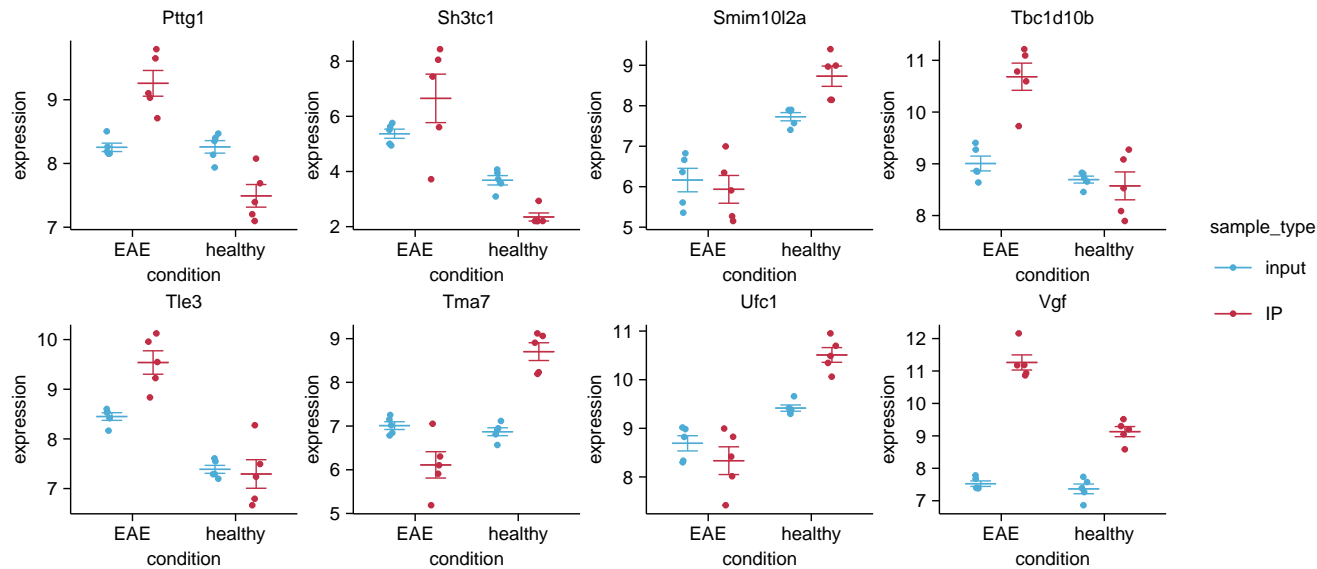 Pttg1
Sh3tc1
Smim10l2a
Tbc1d10b
expression
9
8
7
EAE
healthy
condition
expression
8
6
4
2
EAE
healthy
condition
expression
9
8
7
6
5
EAE
healthy
condition
expression
11
10
9
8
EAE
healthy
condition
Tle3
Tma7
Ufc1
Vgf
expression
10
9
8
7
EAE
healthy
condition
expression
9
8
7
6
5
EAE
healthy
condition
expression
11
10
9
8
EAE
healthy
condition
expression
12
11
10
9
8
7
EAE
healthy
condition
sample_type
input
IP